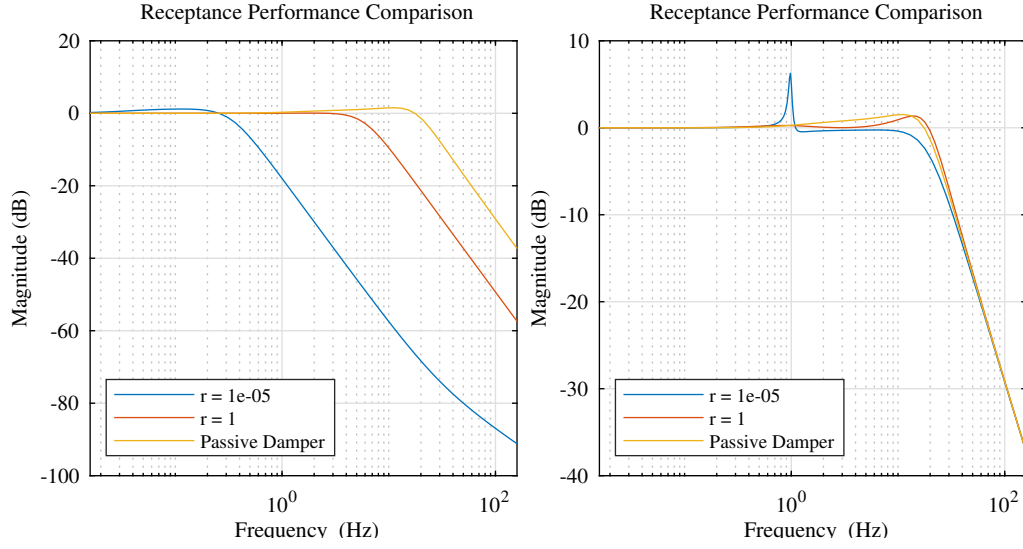 Receptance Performance Comparison
20
0
-20
-40
-60
-80
-100
Magnitude (dB)
r = 1e-05
r = 1
Passive Damper
10^0
10^2
Frequency (Hz)
Receptance Performance Comparison
10
0
-10
-20
-30
-40
Magnitude (dB)
r = 1e-05
r = 1
Passive Damper
10^0
10^2
Frequency (Hz)